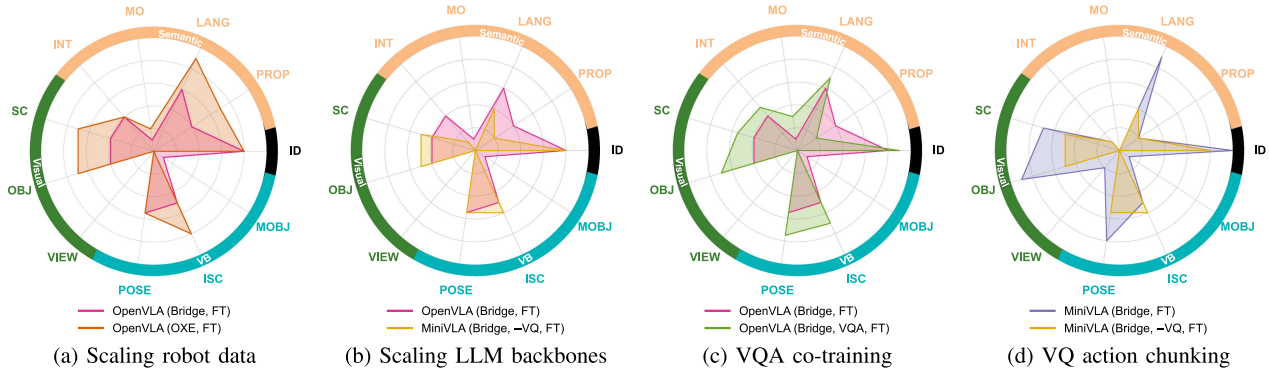 MO
LANG
INT
Semantic
PROP
SC
ID
Visual
OBJ
MOBJ
VIEW
VB
ISC
POSE
OpenVLA (Bridge, FT)
OpenVLA (OXE, FT)
(a) Scaling robot data
MO
LANG
INT
Semantic
PROP
SC
ID
Visual
OBJ
MOBJ
VIEW
VB
ISC
POSE
OpenVLA (Bridge, FT)
MiniVLA (Bridge, −VQ, FT)
(b) Scaling LLM backbones
MO
LANG
INT
Semantic
PROP
SC
ID
Visual
OBJ
MOBJ
VIEW
VB
ISC
POSE
OpenVLA (Bridge, FT)
OpenVLA (Bridge, VQA, FT)
(c) VQA co-training
MO
LANG
INT
Semantic
PROP
SC
ID
Visual
OBJ
MOBJ
VIEW
VB
ISC
POSE
MiniVLA (Bridge, FT)
MiniVLA (Bridge, −VQ, FT)
(d) VQ action chunking